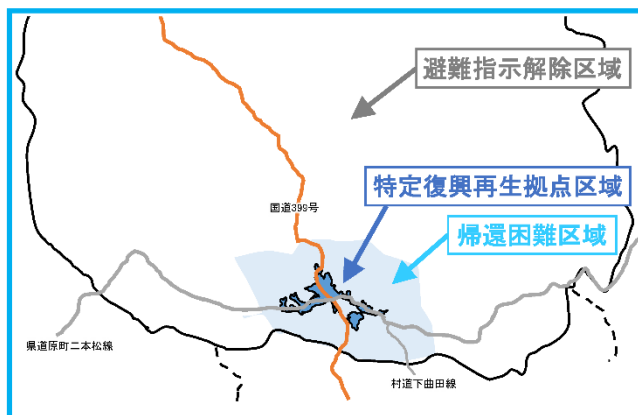 避難指示解除区域
特定復興再生拠点区域
国道399号
帰還困難区域
県道原町二本松線
村道下曲田線